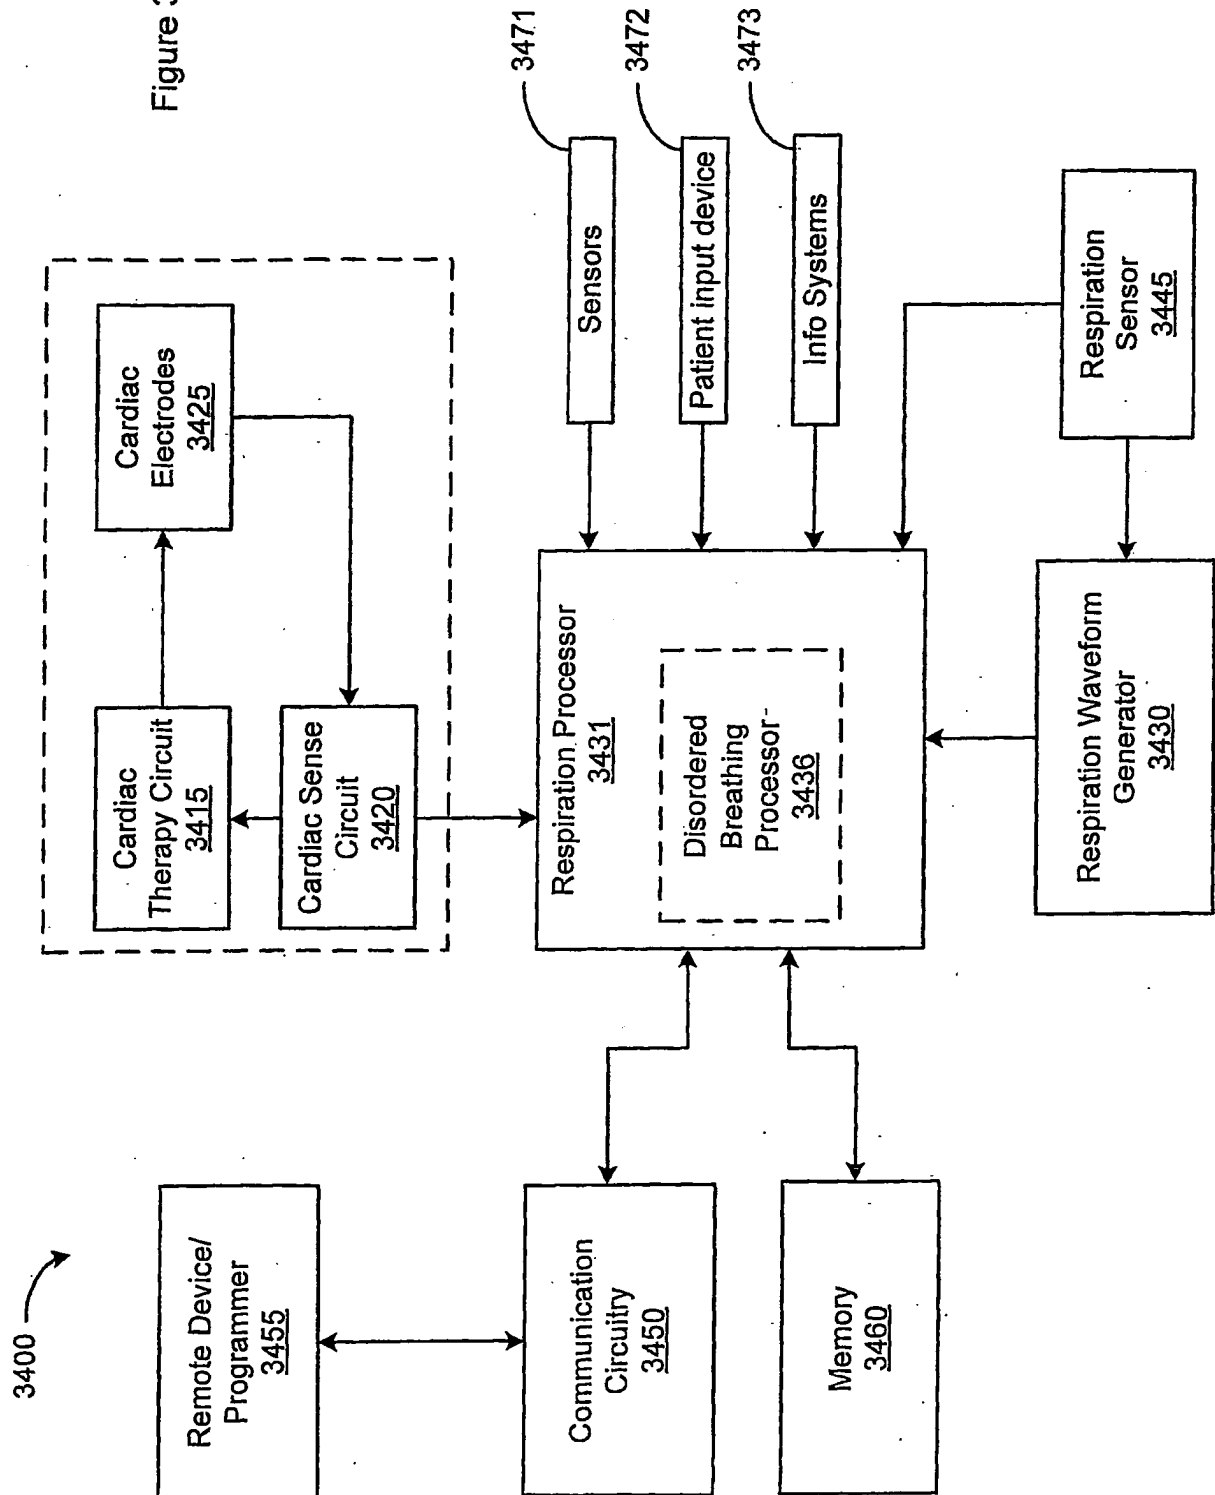 Figure 3
3400
Remote Device/
Programmer
3455
Communication
Circuitry
3450
Memory
3460
Cardiac
Therapy Circuit
3415
Cardiac Sense
Circuit
3420
Cardiac
Electrodes
3425
Respiration Processor
3431
Disordered
Breathing
Processor-
3436
Sensors
3471
Patient input device
3472
Info Systems
3473
Respiration Waveform
Generator
3430
Respiration
Sensor
3445